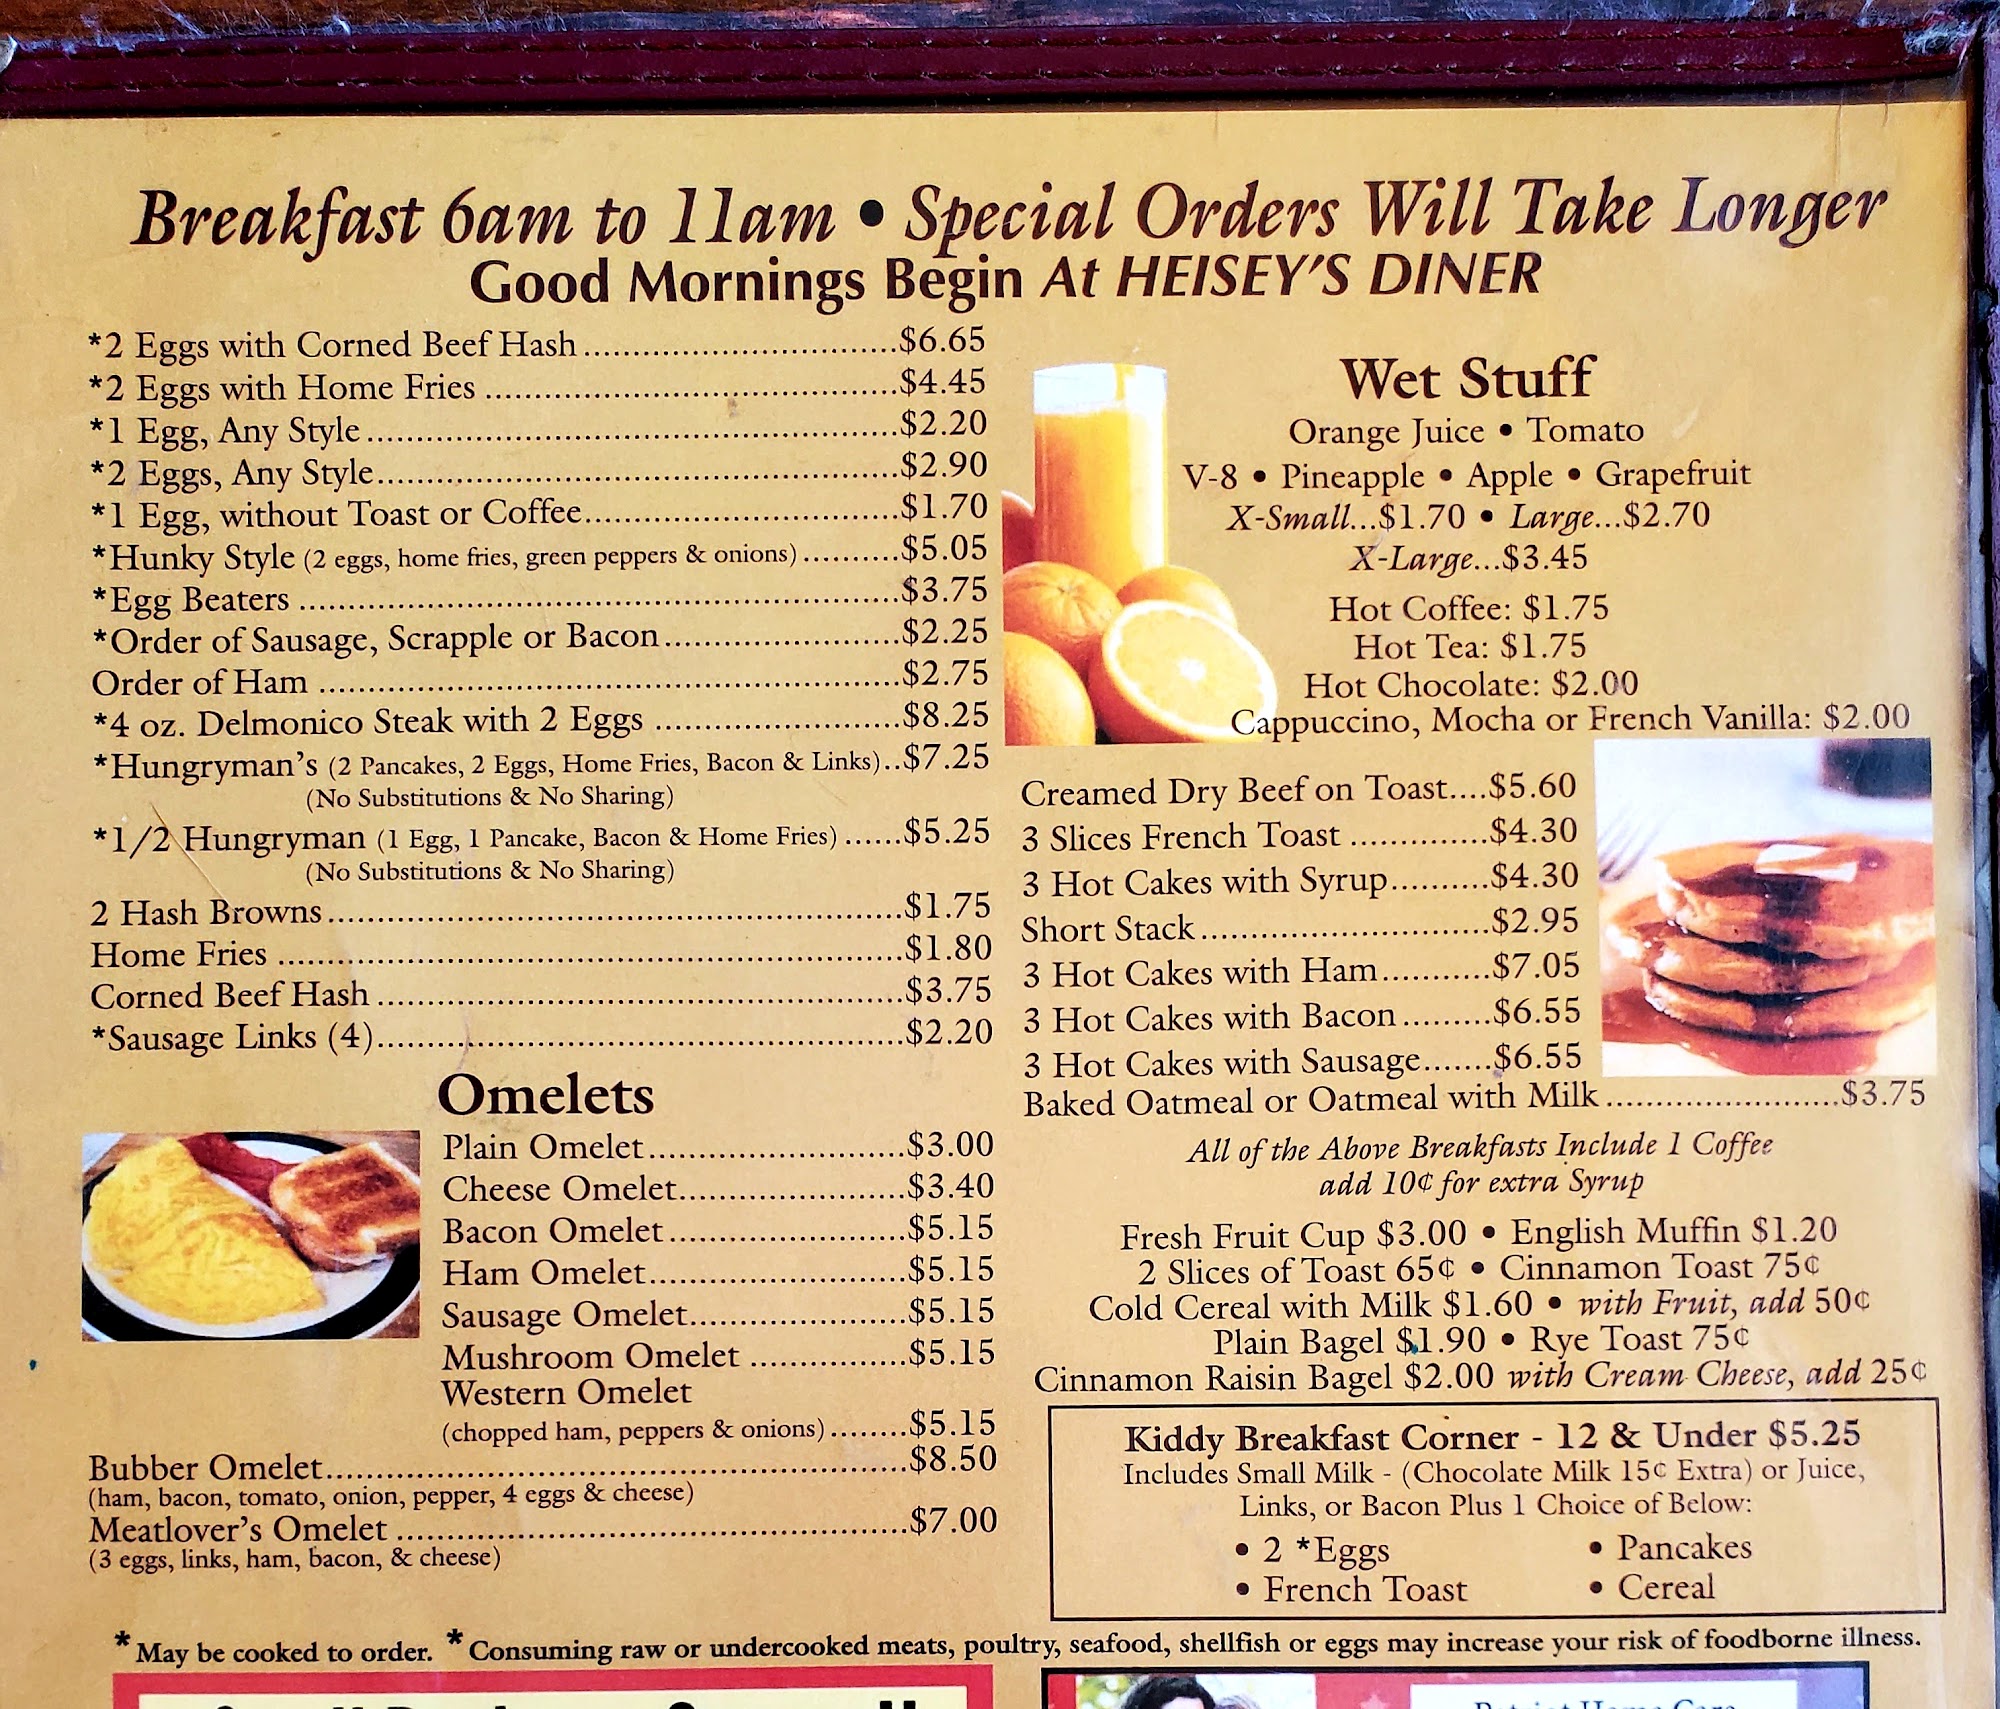 Breakfast 6am to 11am • Special Orders Will Take Longer
Good Mornings Begin At HEISEY'S DINER
*2 Eggs with Corned Beef Hash................................$6.65
*2 Eggs with Home Fries ..........................................$4.45
*1 Egg, Any Style......................................................$2.20
*2 Eggs, Any Style.....................................................$2.90
*1 Egg, without Toast or Coffee................................$1.70
*Hunky Style (2 eggs, home fries, green peppers & onions)..........$5.05
*Egg Beaters .............................................................$3.75
*Order of Sausage, Scrapple or Bacon........................$2.25
Order of Ham ...........................................................$2.75
*4 oz. Delmonico Steak with 2 Eggs .........................$8.25
*Hungryman's (2 Pancakes, 2 Eggs, Home Fries, Bacon & Links)..$7.25
(No Substitutions & No Sharing)
*1/2 Hungryman (1 Egg, 1 Pancake, Bacon & Home Fries) ......$5.25
(No Substitutions & No Sharing)
2 Hash Browns..........................................................$1.75
Home Fries ...............................................................$1.80
Corned Beef Hash .....................................................$3.75
*Sausage Links (4).....................................................$2.20
Omelets
Plain Omelet..........................$3.00
Cheese Omelet.......................$3.40
Bacon Omelet........................$5.15
Ham Omelet..........................$5.15
Sausage Omelet......................$5.15
Mushroom Omelet ................$5.15
Western Omelet
(chopped ham, peppers & onions)........$5.15
Bubber Omelet..........................................................$8.50
(ham, bacon, tomato, onion, pepper, 4 eggs & cheese)
Meatlover's Omelet ...................................................$7.00
(3 eggs, links, ham, bacon, & cheese)
Wet Stuff
Orange Juice • Tomato
V-8 • Pineapple • Apple • Grapefruit
X-Small...$1.70 • Large...$2.70
X-Large...$3.45
Hot Coffee: $1.75
Hot Tea: $1.75
Hot Chocolate: $2.00
Cappuccino, Mocha or French Vanilla: $2.00
Creamed Dry Beef on Toast....$5.60
3 Slices French Toast ..............$4.30
3 Hot Cakes with Syrup..........$4.30
Short Stack.............................$2.95
3 Hot Cakes with Ham...........$7.05
3 Hot Cakes with Bacon.........$6.55
3 Hot Cakes with Sausage.......$6.55
Baked Oatmeal or Oatmeal with Milk ........................$3.75
All of the Above Breakfasts Include 1 Coffee
add 10¢ for extra Syrup
Fresh Fruit Cup $3.00 • English Muffin $1.20
2 Slices of Toast 65¢ • Cinnamon Toast 75¢
Cold Cereal with Milk $1.60 • with Fruit, add 50¢
Plain Bagel $1.90 • Rye Toast 75¢
Cinnamon Raisin Bagel $2.00 with Cream Cheese, add 25¢
Kiddy Breakfast Corner - 12 & Under $5.25
Includes Small Milk - (Chocolate Milk 15¢ Extra) or Juice,
Links, or Bacon Plus 1 Choice of Below:
• 2 *Eggs • Pancakes
• French Toast • Cereal
* May be cooked to order. * Consuming raw or undercooked meats, poultry, seafood, shellfish or eggs may increase your risk of foodborne illness.